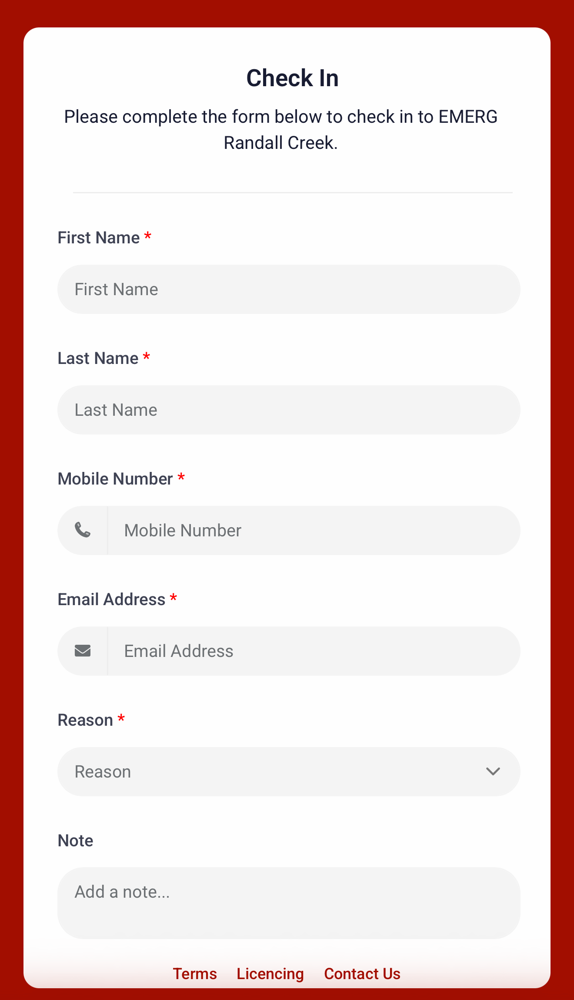 Check In
Please complete the form below to check in to EMERG
Randall Creek.
First Name *
First Name
Last Name *
Last Name
Mobile Number *
Mobile Number
Email Address *
Email Address
Reason *
Reason
Note
Add a note...
Terms Licencing Contact Us